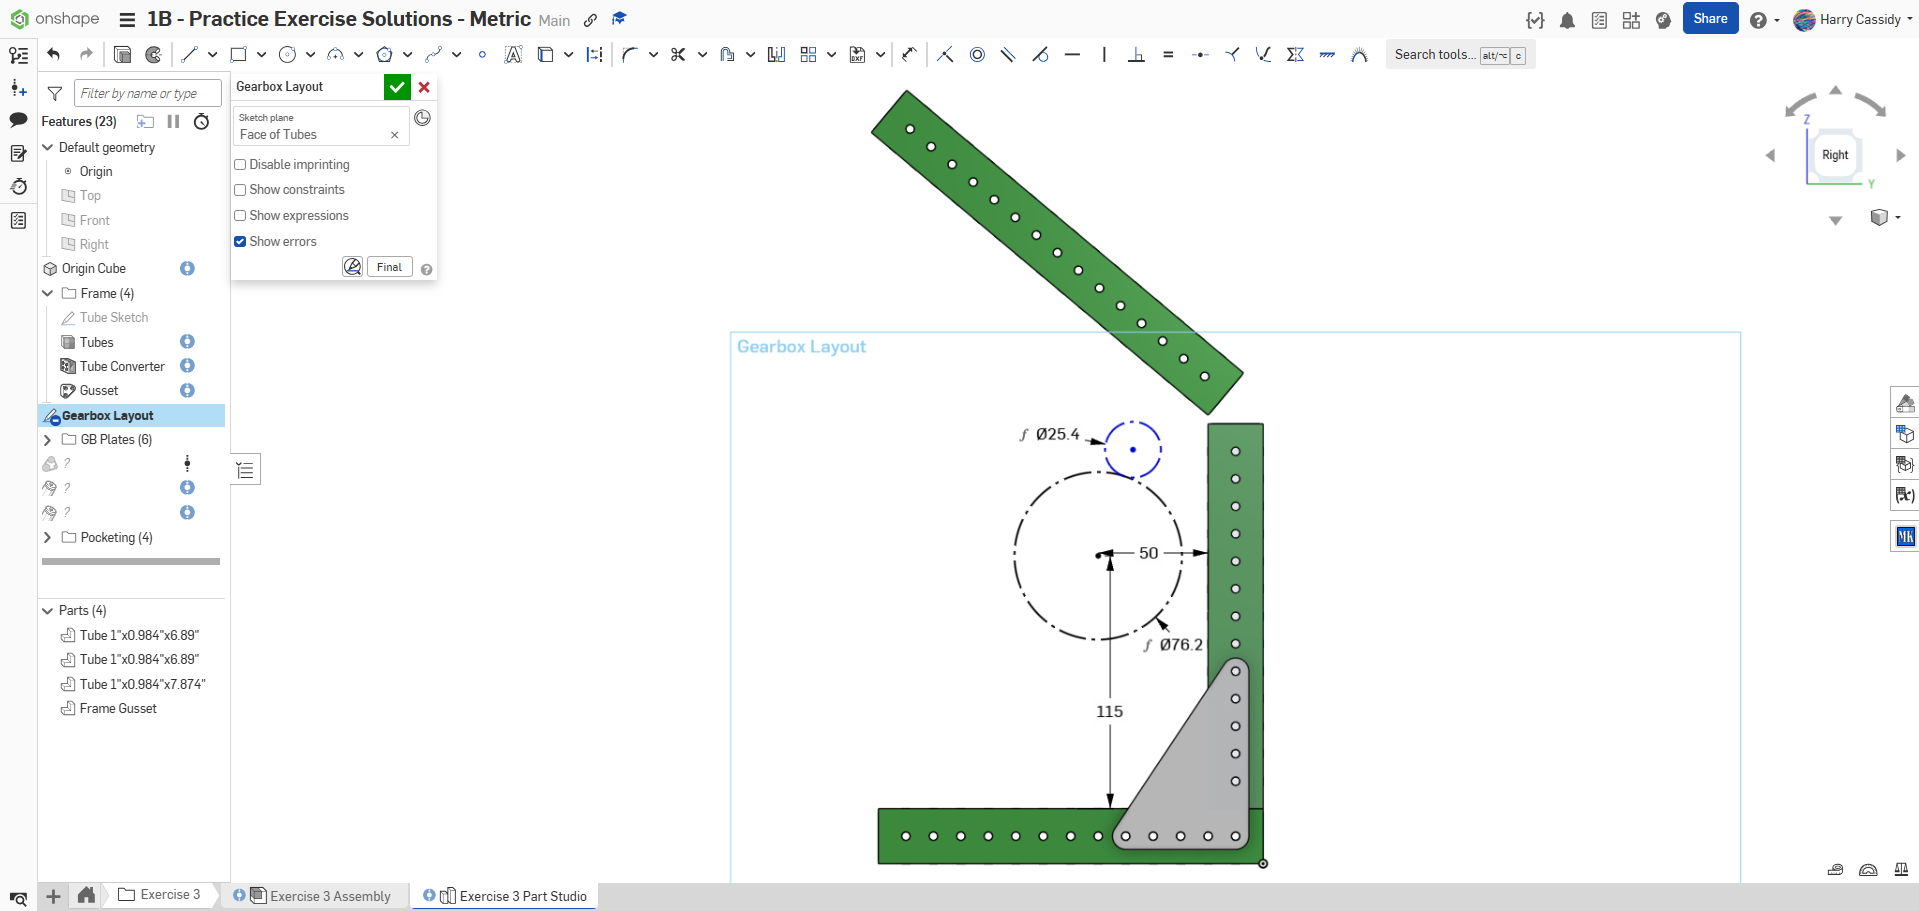 onshape
1B - Practice Exercise Solutions - Metric Main
Share
Harry Cassidy
Search tools... alt/⌥ c
Filter by name or type
Features (23)
Default geometry
Origin
Top
Front
Right
Origin Cube
Frame (4)
Tube Sketch
Tubes
Tube Converter
Gusset
Gearbox Layout
GB Plates (6)
?
?
?
Pocketing (4)
Parts (4)
Tube 1"x0.984"x6.89"
Tube 1"x0.984"x6.89"
Tube 1"x0.984"x7.874"
Frame Gusset
Gearbox Layout
Sketch plane
Face of Tubes
Disable imprinting
Show constraints
Show expressions
Show errors
Final
Gearbox Layout
ƒ Ø25.4
50
ƒ Ø76.2
115
Z
Right
Y
(x)
MK
Exercise 3
Exercise 3 Assembly
Exercise 3 Part Studio